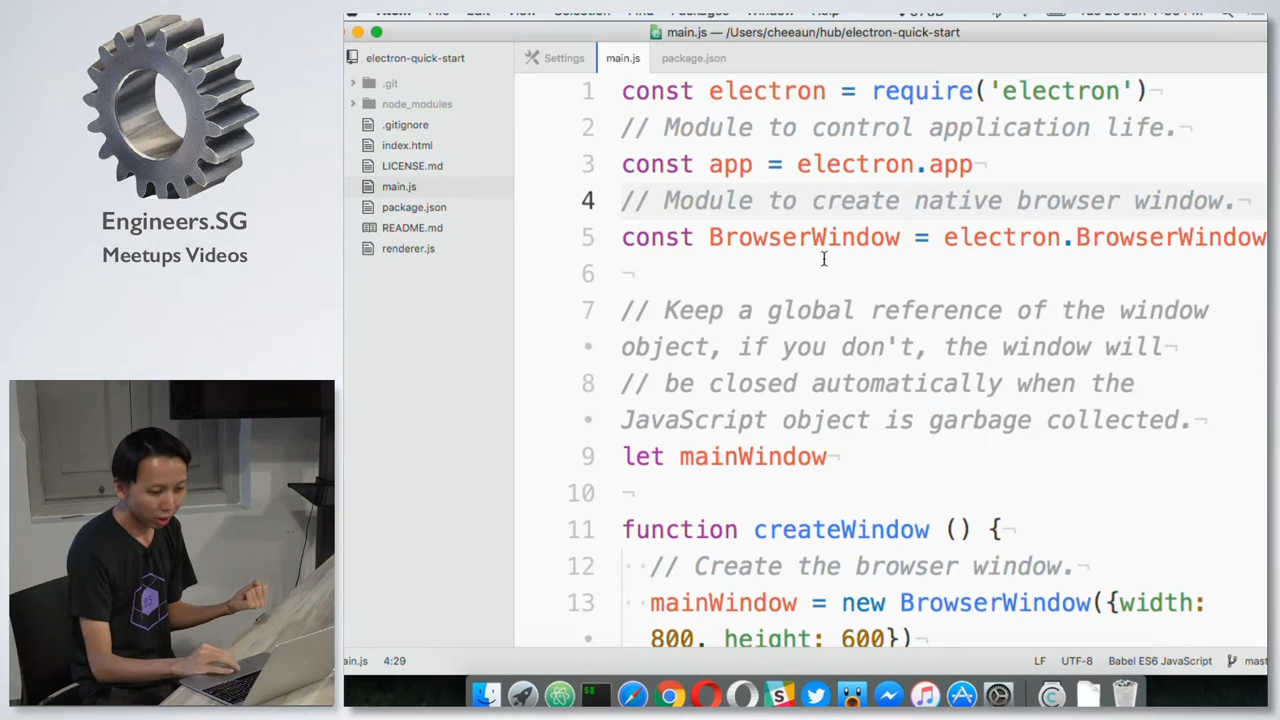 Engineers.SG
Meetups Videos
main.js — /Users/cheeaun/hub/electron-quick-start
electron-quick-start
Settings
main.js
package.json
.git
node_modules
.gitignore
index.html
LICENSE.md
main.js
package.json
README.md
renderer.js
1 const electron = require('electron')¬
2 // Module to control application life.¬
3 const app = electron.app¬
4 // Module to create native browser window.¬
5 const BrowserWindow = electron.BrowserWindow
6 ¬
7 // Keep a global reference of the window
• object, if you don't, the window will¬
8 // be closed automatically when the
• JavaScript object is garbage collected.¬
9 let mainWindow¬
10 ¬
11 function createWindow () {¬
12 ··// Create the browser window.¬
13 ··mainWindow = new BrowserWindow({width:
• 800, height: 600})¬
ain.js 4:29 LF UTF-8 Babel ES6 JavaScript mast